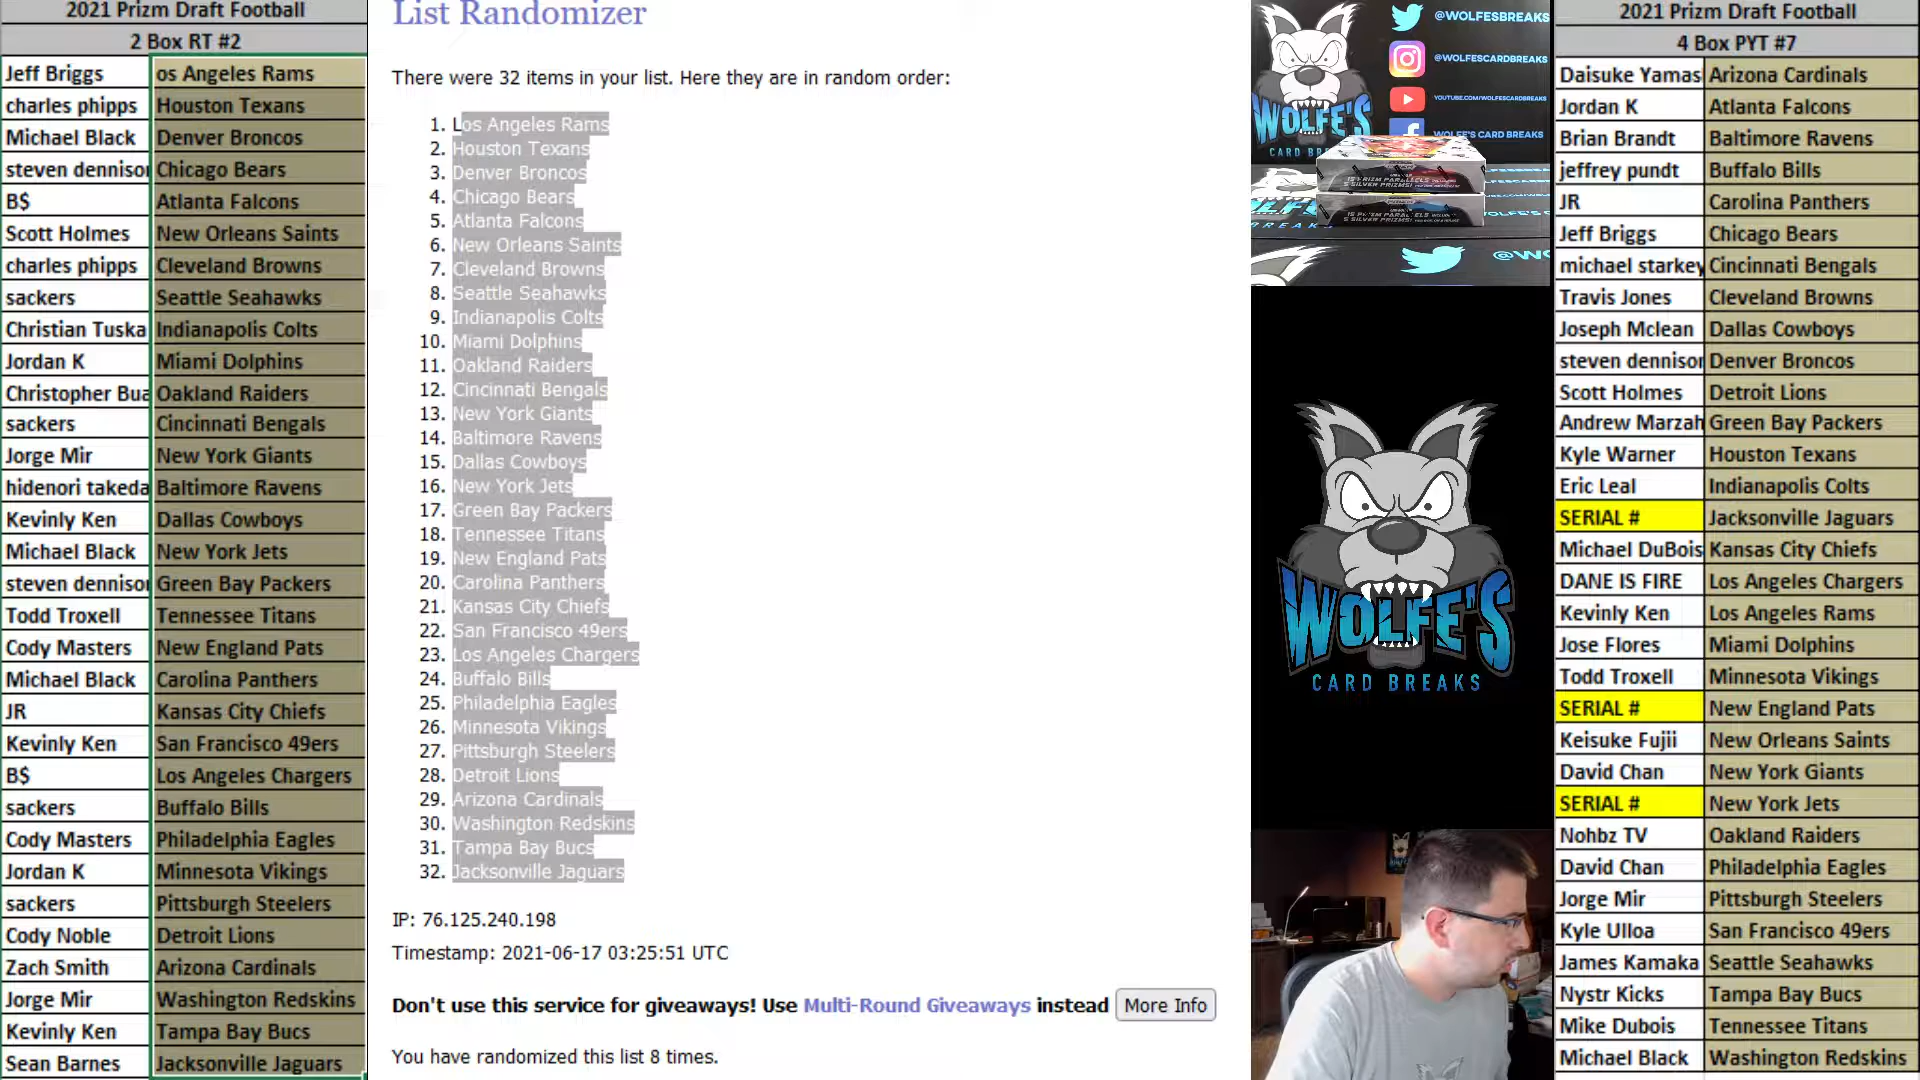 2021 Prizm Draft Football
2 Box RT #2
Jeff Briggs os Angeles Rams
charles phipps Houston Texans
Michael Black Denver Broncos
steven dennison Chicago Bears
B$ Atlanta Falcons
Scott Holmes New Orleans Saints
charles phipps Cleveland Browns
sackers Seattle Seahawks
Christian Tuska Indianapolis Colts
Jordan K Miami Dolphins
Christopher Bua Oakland Raiders
sackers Cincinnati Bengals
Jorge Mir New York Giants
hidenori takeda Baltimore Ravens
Kevinly Ken Dallas Cowboys
Michael Black New York Jets
steven dennison Green Bay Packers
Todd Troxell Tennessee Titans
Cody Masters New England Pats
Michael Black Carolina Panthers
JR Kansas City Chiefs
Kevinly Ken San Francisco 49ers
B$ Los Angeles Chargers
sackers Buffalo Bills
Cody Masters Philadelphia Eagles
Jordan K Minnesota Vikings
sackers Pittsburgh Steelers
Cody Noble Detroit Lions
Zach Smith Arizona Cardinals
Jorge Mir Washington Redskins
Kevinly Ken Tampa Bay Bucs
Sean Barnes Jacksonville Jaguars
List Randomizer
There were 32 items in your list. Here they are in random order:
1. Los Angeles Rams
2. Houston Texans
3. Denver Broncos
4. Chicago Bears
5. Atlanta Falcons
6. New Orleans Saints
7. Cleveland Browns
8. Seattle Seahawks
9. Indianapolis Colts
10. Miami Dolphins
11. Oakland Raiders
12. Cincinnati Bengals
13. New York Giants
14. Baltimore Ravens
15. Dallas Cowboys
16. New York Jets
17. Green Bay Packers
18. Tennessee Titans
19. New England Pats
20. Carolina Panthers
21. Kansas City Chiefs
22. San Francisco 49ers
23. Los Angeles Chargers
24. Buffalo Bills
25. Philadelphia Eagles
26. Minnesota Vikings
27. Pittsburgh Steelers
28. Detroit Lions
29. Arizona Cardinals
30. Washington Redskins
31. Tampa Bay Bucs
32. Jacksonville Jaguars
IP: 76.125.240.198
Timestamp: 2021-06-17 03:25:51 UTC
Don't use this service for giveaways! Use Multi-Round Giveaways instead More Info
You have randomized this list 8 times.
@WOLFESBREAKS
@WOLFESCARDBREAKS
YOUTUBE.COM/WOLFESCARDBREAKS
WOLFE'S CARD BREAKS
WOLFE'S
CARD BR
15 PRIZM PARALLELS
5 SILVER PRIZMS!
15 PRIZM PARALLELS
5 SILVER PRIZMS!
@WO
WOLFE'S
CARD BREAKS
2021 Prizm Draft Football
4 Box PYT #7
Daisuke Yamas Arizona Cardinals
Jordan K Atlanta Falcons
Brian Brandt Baltimore Ravens
jeffrey pundt Buffalo Bills
JR Carolina Panthers
Jeff Briggs Chicago Bears
michael starkey Cincinnati Bengals
Travis Jones Cleveland Browns
Joseph Mclean Dallas Cowboys
steven dennison Denver Broncos
Scott Holmes Detroit Lions
Andrew Marzah Green Bay Packers
Kyle Warner Houston Texans
Eric Leal Indianapolis Colts
SERIAL # Jacksonville Jaguars
Michael DuBois Kansas City Chiefs
DANE IS FIRE Los Angeles Chargers
Kevinly Ken Los Angeles Rams
Jose Flores Miami Dolphins
Todd Troxell Minnesota Vikings
SERIAL # New England Pats
Keisuke Fujii New Orleans Saints
David Chan New York Giants
SERIAL # New York Jets
Nohbz TV Oakland Raiders
David Chan Philadelphia Eagles
Jorge Mir Pittsburgh Steelers
Kyle Ulloa San Francisco 49ers
James Kamaka Seattle Seahawks
Nystr Kicks Tampa Bay Bucs
Mike Dubois Tennessee Titans
Michael Black Washington Redskins